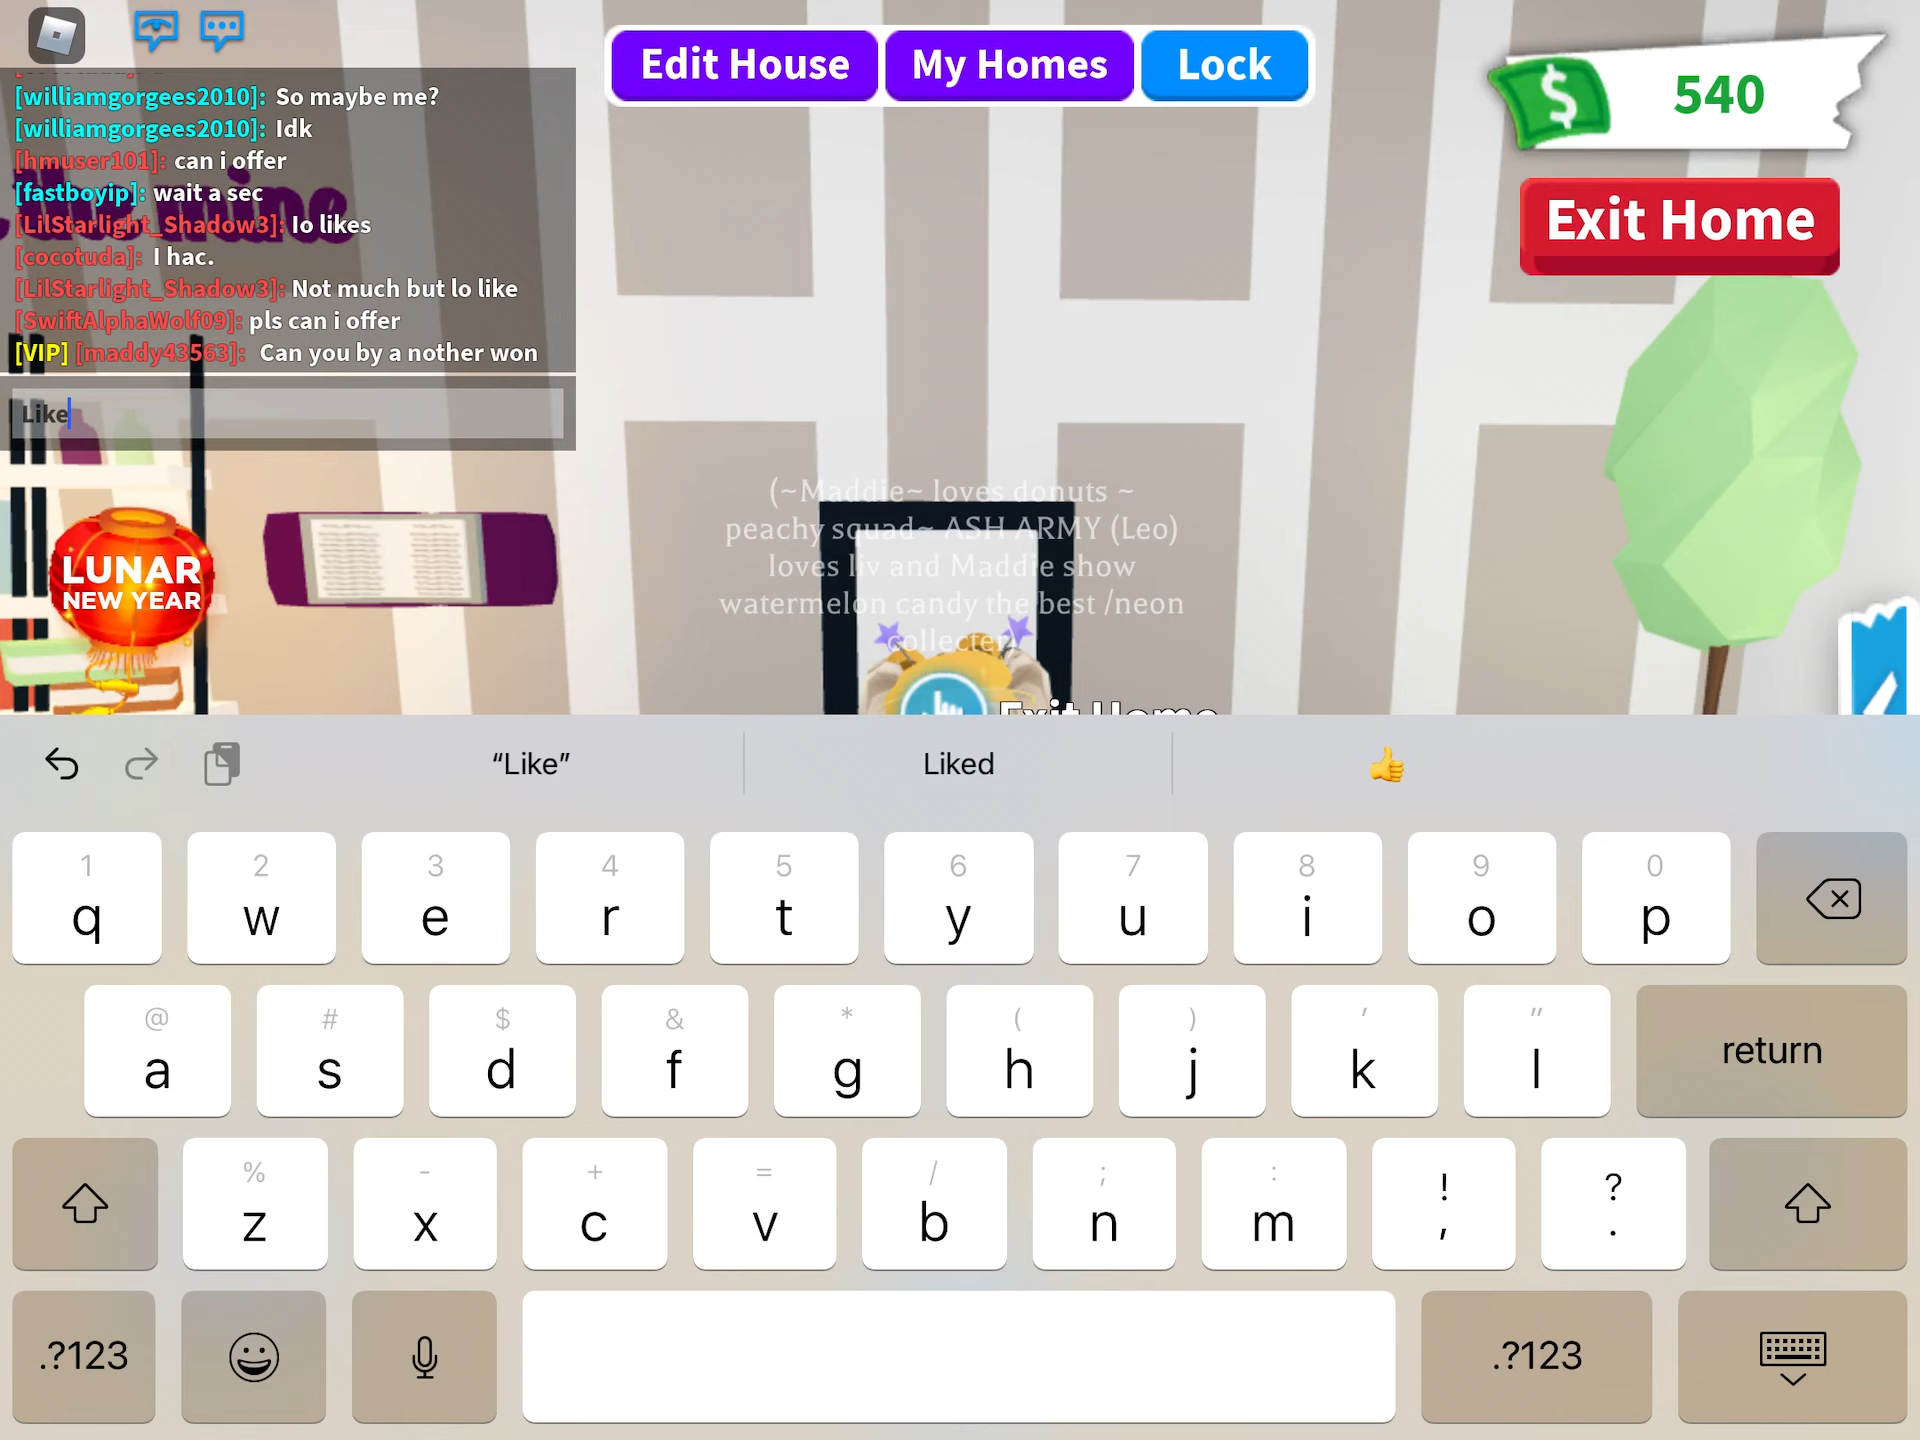 Edit House
My Homes
Lock
540
Exit Home
[williamgorgees2010]: So maybe me?
[williamgorgees2010]: Idk
[hmuser101]: can i offer
[fastboyip]: wait a sec
[LilStarlight_Shadow3]: Io likes
[cocotuda]: I hac.
[LilStarlight_Shadow3]: Not much but lo like
[SwiftAlphaWolf09]: pls can i offer
[VIP] [maddy43563]: Can you by a nother won
Like
mine
LUNAR
NEW YEAR
(~Maddie~ loves donuts ~
peachy squad~ ASH ARMY (Leo)
loves liv and Maddie show
watermelon candy the best /neon
collecter)
Exit Home
“Like”
Liked
👍
1 2 3 4 5 6 7 8 9 0
q w e r t y u i o p
@ # $ & * ( ) ' "
a s d f g h j k l return
% - + = / ; : ! ?
z x c v b n m , .
.?123 .?123